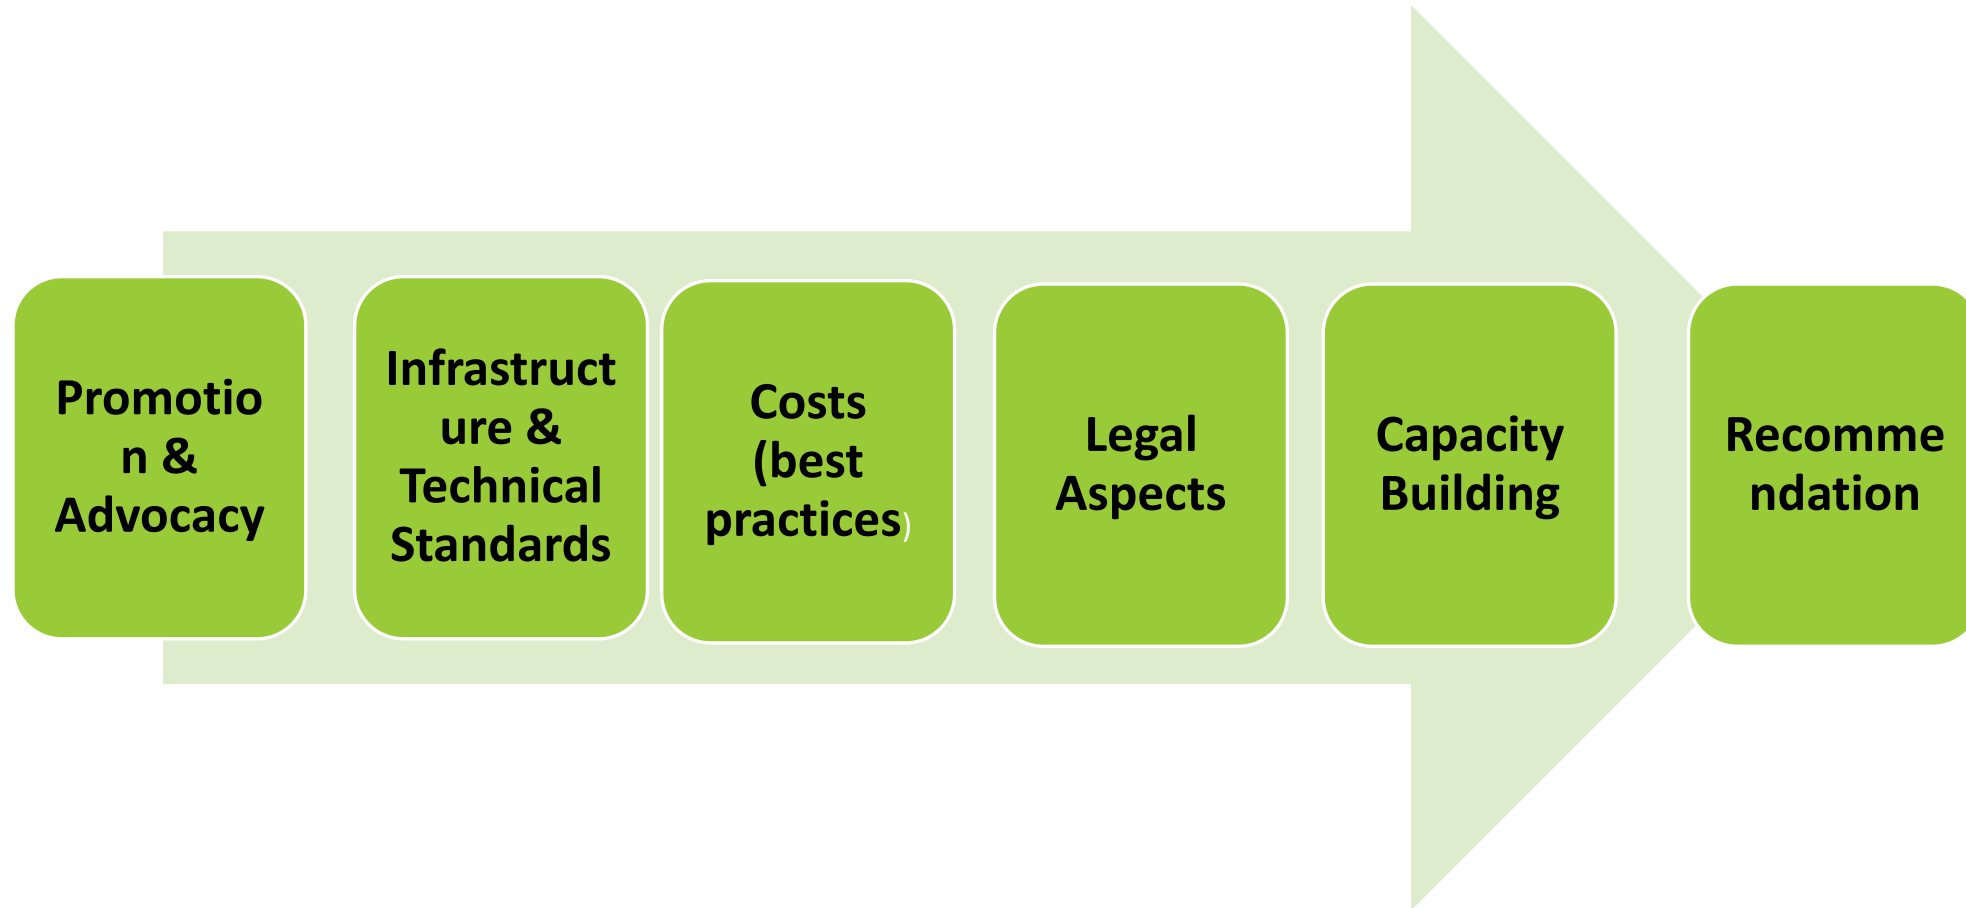 Promotio
n &
Advocacy
Infrastruct
ure &
Technical
Standards
Costs
(best
practices)
Legal
Aspects
Capacity
Building
Recomme
ndation